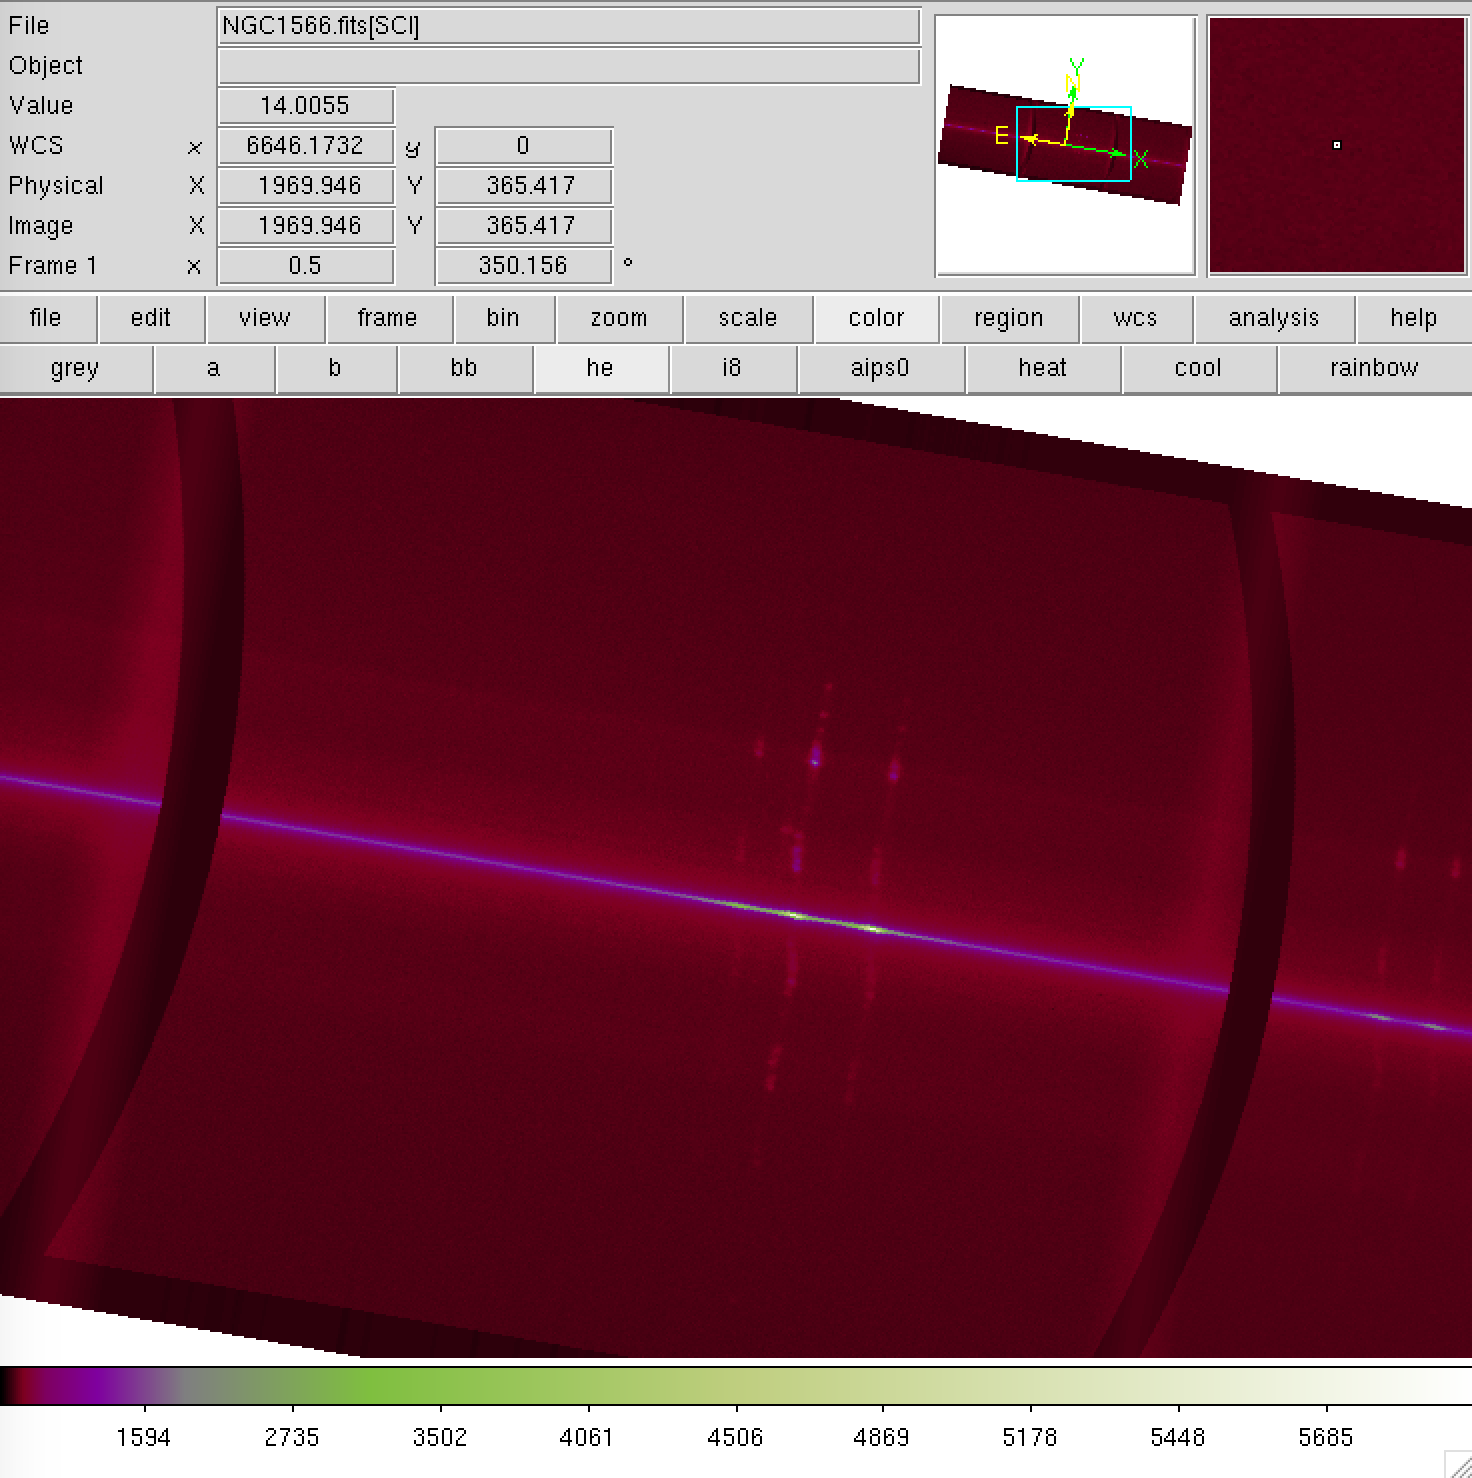 File NGC1566.fits[SCI]
Object
Value 14.0055
WCS x 6646.1732 y 0
Physical X 1969.946 Y 365.417
Image X 1969.946 Y 365.417
Frame 1 x 0.5 350.156 °
Y
N
E
X
file edit view frame bin zoom scale color region wcs analysis help
grey a b bb he i8 aips0 heat cool rainbow
1594 2735 3502 4061 4506 4869 5178 5448 5685